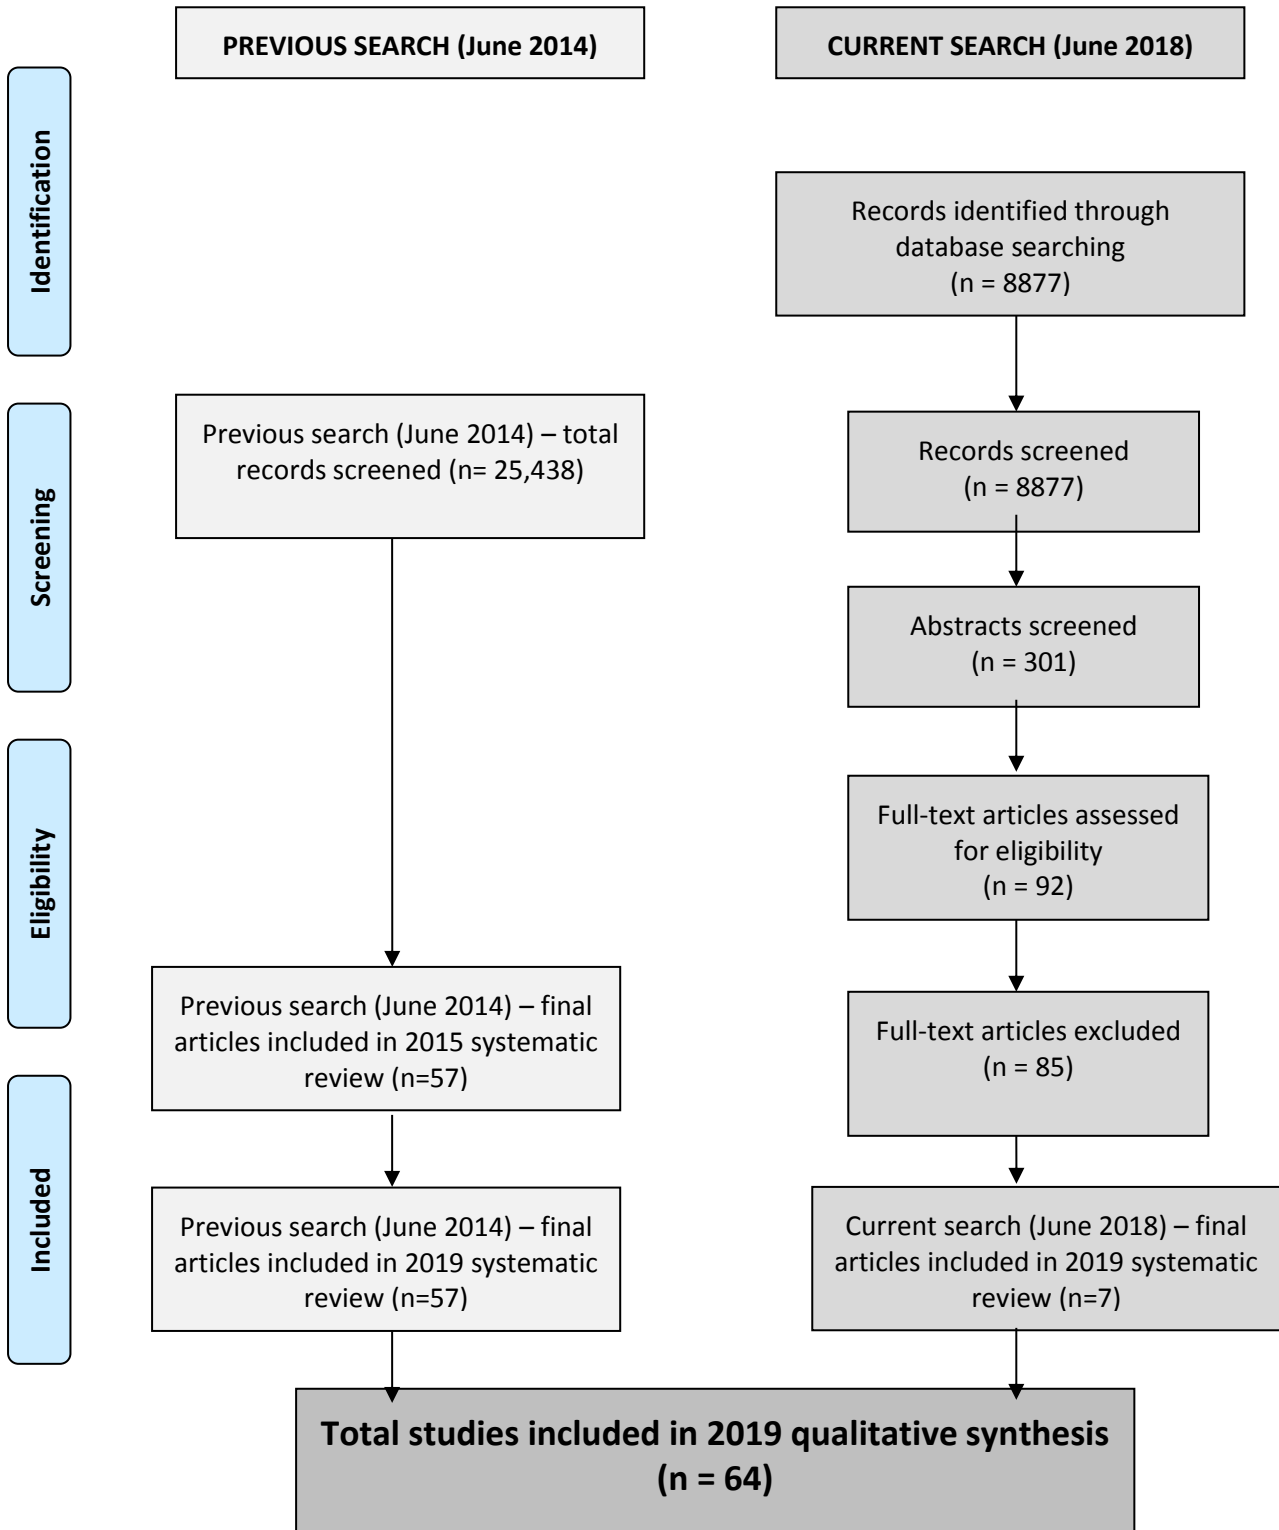 PREVIOUS SEARCH (June 2014)
CURRENT SEARCH (June 2018)
Identification
Records identified through
database searching
(n = 8877)
Screening
Previous search (June 2014) – total
records screened (n= 25,438)
Records screened
(n = 8877)
Abstracts screened
(n = 301)
Eligibility
Full-text articles assessed
for eligibility
(n = 92)
Previous search (June 2014) – final
articles included in 2015 systematic
review (n=57)
Full-text articles excluded
(n = 85)
Included
Previous search (June 2014) – final
articles included in 2019 systematic
review (n=57)
Current search (June 2018) – final
articles included in 2019 systematic
review (n=7)
Total studies included in 2019 qualitative synthesis
(n = 64)